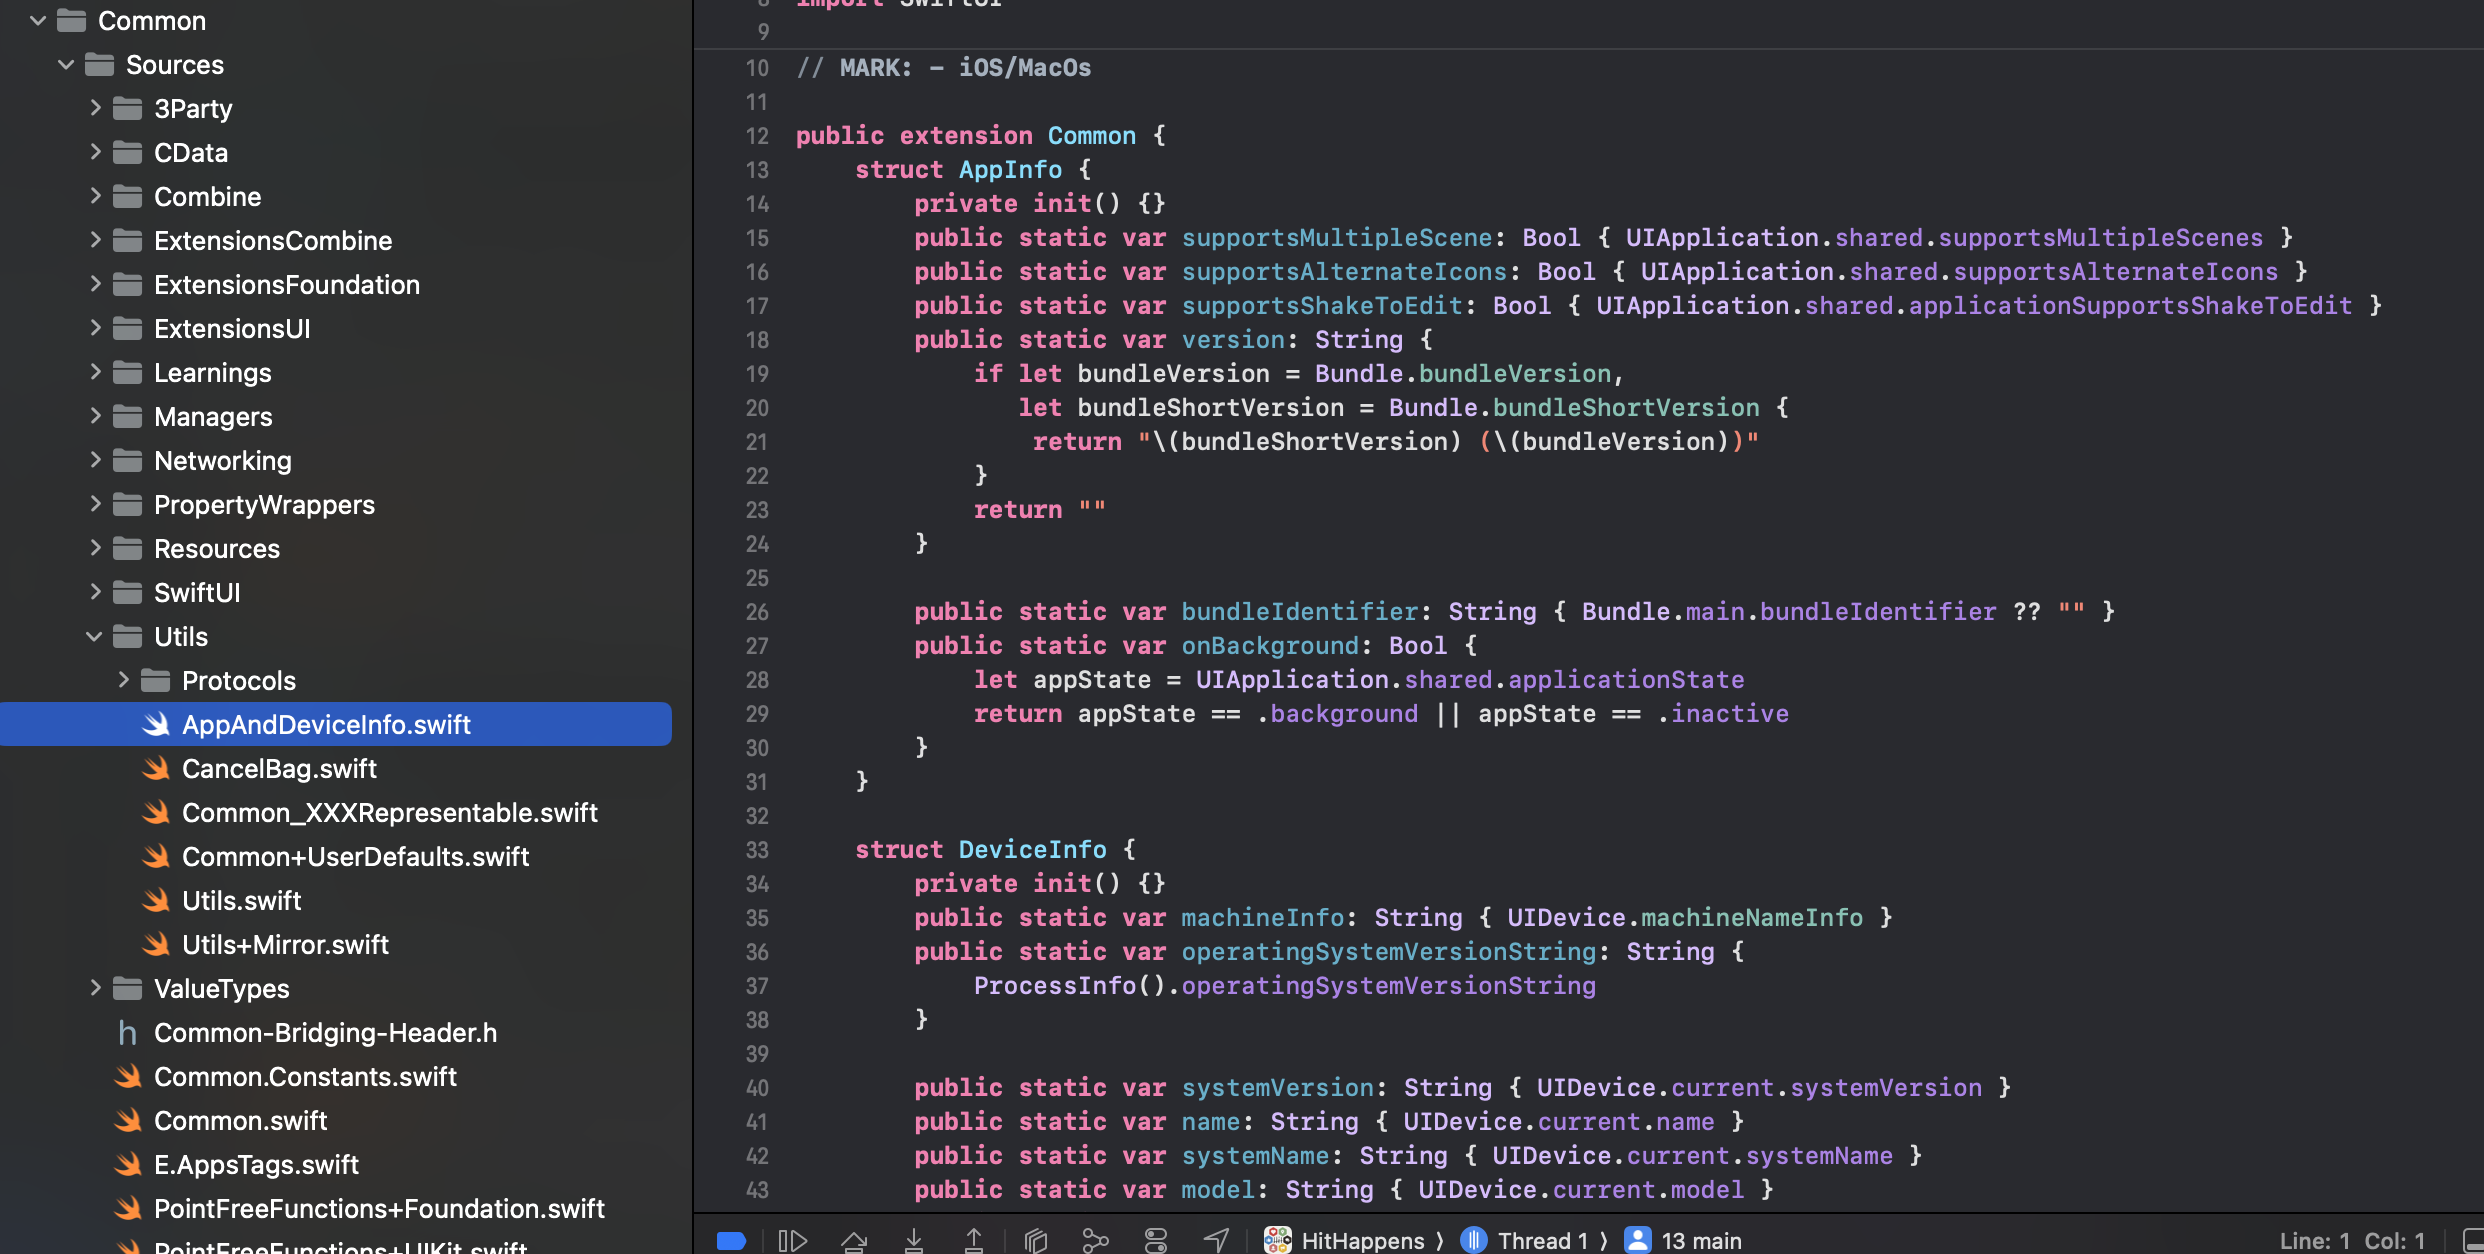 Common
Sources
3Party
CData
Combine
ExtensionsCombine
ExtensionsFoundation
ExtensionsUI
Learnings
Managers
Networking
PropertyWrappers
Resources
SwiftUI
Utils
Protocols
AppAndDeviceInfo.swift
CancelBag.swift
Common_XXXRepresentable.swift
Common+UserDefaults.swift
Utils.swift
Utils+Mirror.swift
ValueTypes
h Common-Bridging-Header.h
Common.Constants.swift
Common.swift
E.AppsTags.swift
PointFreeFunctions+Foundation.swift
PointFreeFunctions+UIKit.swift
8 import SwiftUI
9
10 // MARK: - iOS/MacOs
11
12 public extension Common {
13     struct AppInfo {
14         private init() {}
15         public static var supportsMultipleScene: Bool { UIApplication.shared.supportsMultipleScenes }
16         public static var supportsAlternateIcons: Bool { UIApplication.shared.supportsAlternateIcons }
17         public static var supportsShakeToEdit: Bool { UIApplication.shared.applicationSupportsShakeToEdit }
18         public static var version: String {
19             if let bundleVersion = Bundle.bundleVersion,
20                let bundleShortVersion = Bundle.bundleShortVersion {
21                 return "\(bundleShortVersion) (\(bundleVersion))"
22             }
23             return ""
24         }
25
26         public static var bundleIdentifier: String { Bundle.main.bundleIdentifier ?? "" }
27         public static var onBackground: Bool {
28             let appState = UIApplication.shared.applicationState
29             return appState == .background || appState == .inactive
30         }
31     }
32
33     struct DeviceInfo {
34         private init() {}
35         public static var machineInfo: String { UIDevice.machineNameInfo }
36         public static var operatingSystemVersionString: String {
37             ProcessInfo().operatingSystemVersionString
38         }
39
40         public static var systemVersion: String { UIDevice.current.systemVersion }
41         public static var name: String { UIDevice.current.name }
42         public static var systemName: String { UIDevice.current.systemName }
43         public static var model: String { UIDevice.current.model }
HitHappens ⟩ Thread 1 ⟩ 13 main
Line: 1 Col: 1